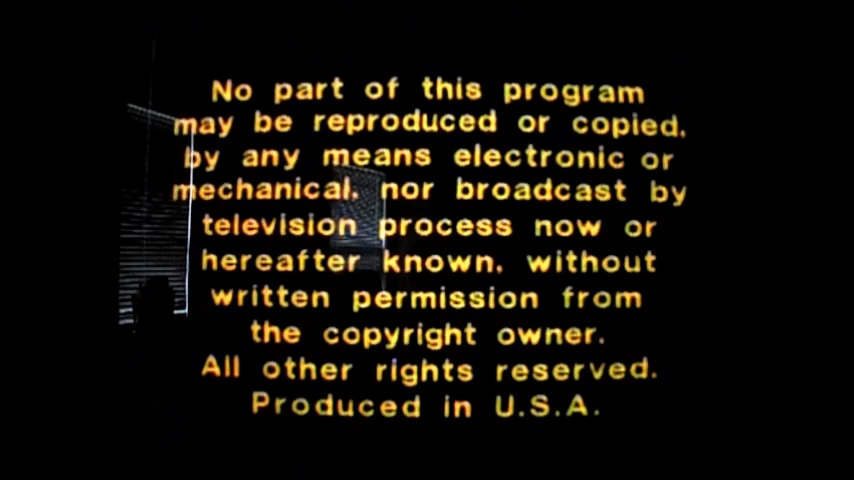 No part of this program
may be reproduced or copied,
by any means electronic or
mechanical, nor broadcast by
television process now or
hereafter known, without
written permission from
the copyright owner.
All other rights reserved.
Produced in U.S.A.